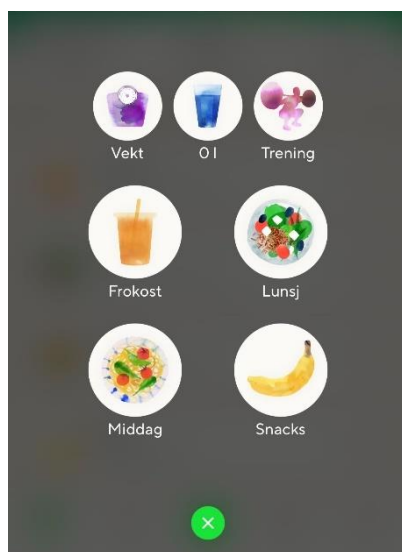 Vekt
0 l
Trening
Frokost
Lunsj
Middag
Snacks